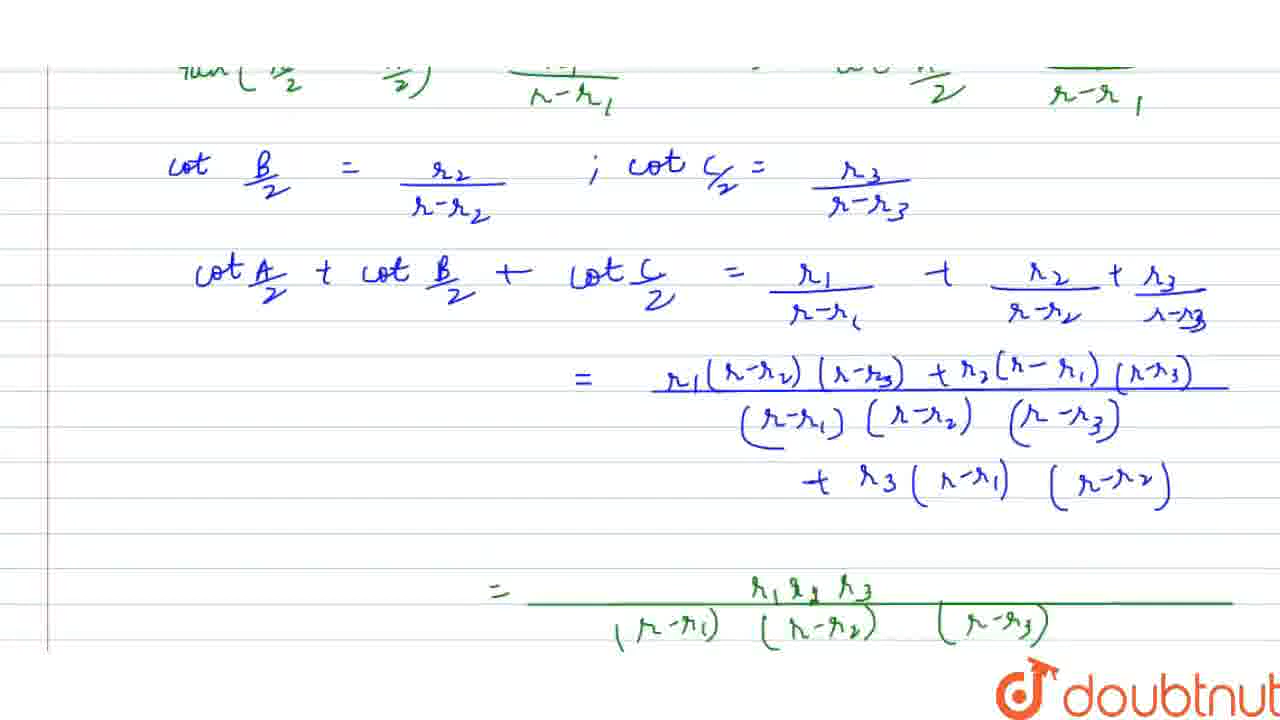 2 2) r-r1 = 2 r-r1
cot B/2 = r2/(r-r2) ; cot C/2 = r3/(r-r3)
cot A/2 + cot B/2 + cot C/2 = r1/(r-r1) + r2/(r-r2) + r3/(r-r3)
= r1(r-r2)(r-r3) + r2(r-r1)(r-r3)
(r-r1)(r-r2)(r-r3)
+ r3(r-r1)(r-r2)
= r1 r2 r3
(r-r1)(r-r2)(r-r3)
doubtnut